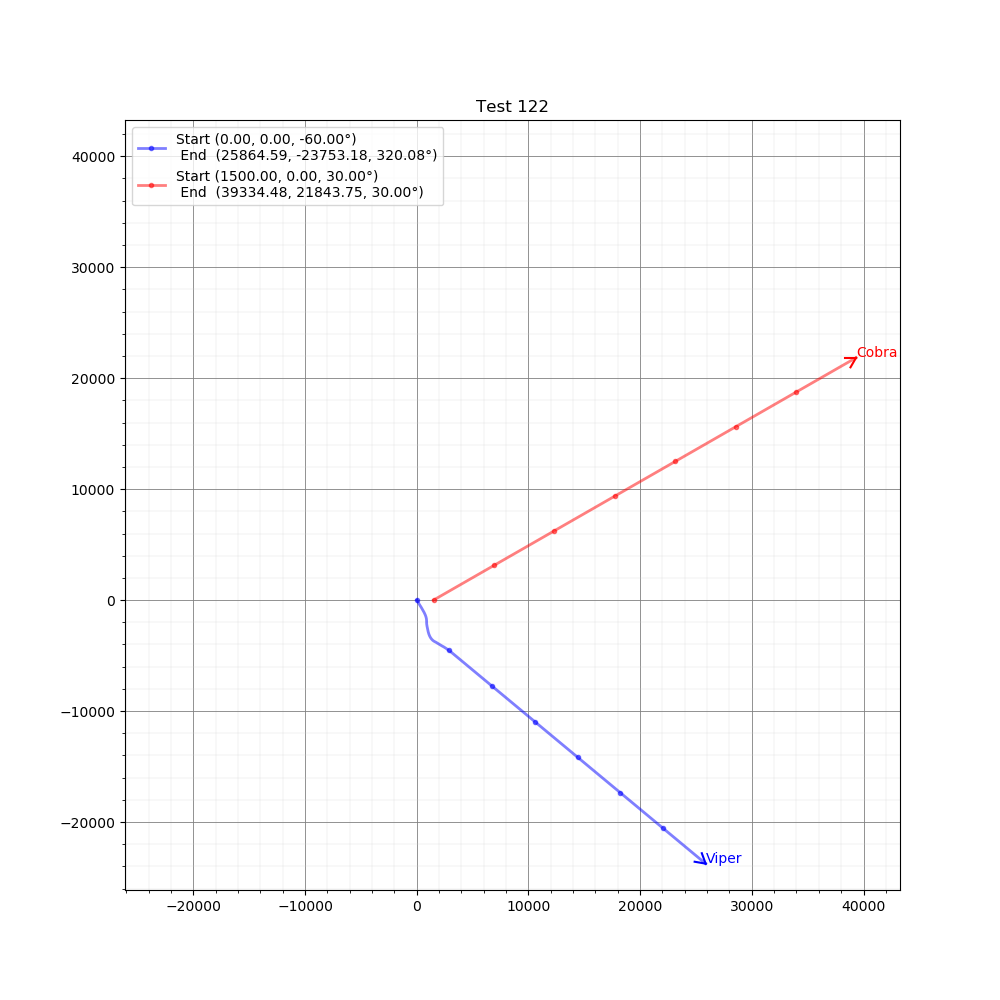 Test 122
Start (0.00, 0.00, -60.00°)
End (25864.59, -23753.18, 320.08°)
Start (1500.00, 0.00, 30.00°)
End (39334.48, 21843.75, 30.00°)
40000
30000
20000
10000
0
−10000
−20000
Cobra
Viper
−20000
−10000
0
10000
20000
30000
40000